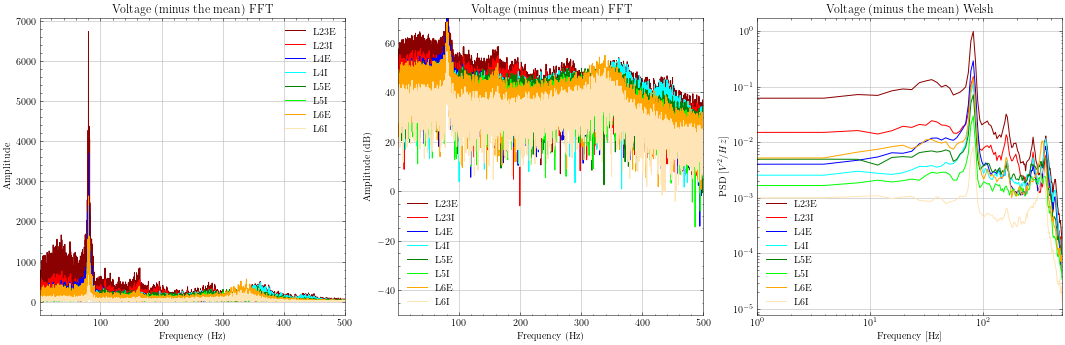 Voltage (minus the mean) FFT
7000
6000
5000
4000
3000
2000
1000
0
Amplitude
100
200
300
400
500
Frequency (Hz)
L23E
L23I
L4E
L4I
L5E
L5I
L6E
L6I
Voltage (minus the mean) FFT
60
40
20
0
−20
−40
Amplitude (dB)
100
200
300
400
500
Frequency (Hz)
L23E
L23I
L4E
L4I
L5E
L5I
L6E
L6I
Voltage (minus the mean) Welsh
10⁰
10⁻¹
10⁻²
10⁻³
10⁻⁴
10⁻⁵
PSD [V²/Hz]
10⁰
10¹
10²
Frequency [Hz]
L23E
L23I
L4E
L4I
L5E
L5I
L6E
L6I